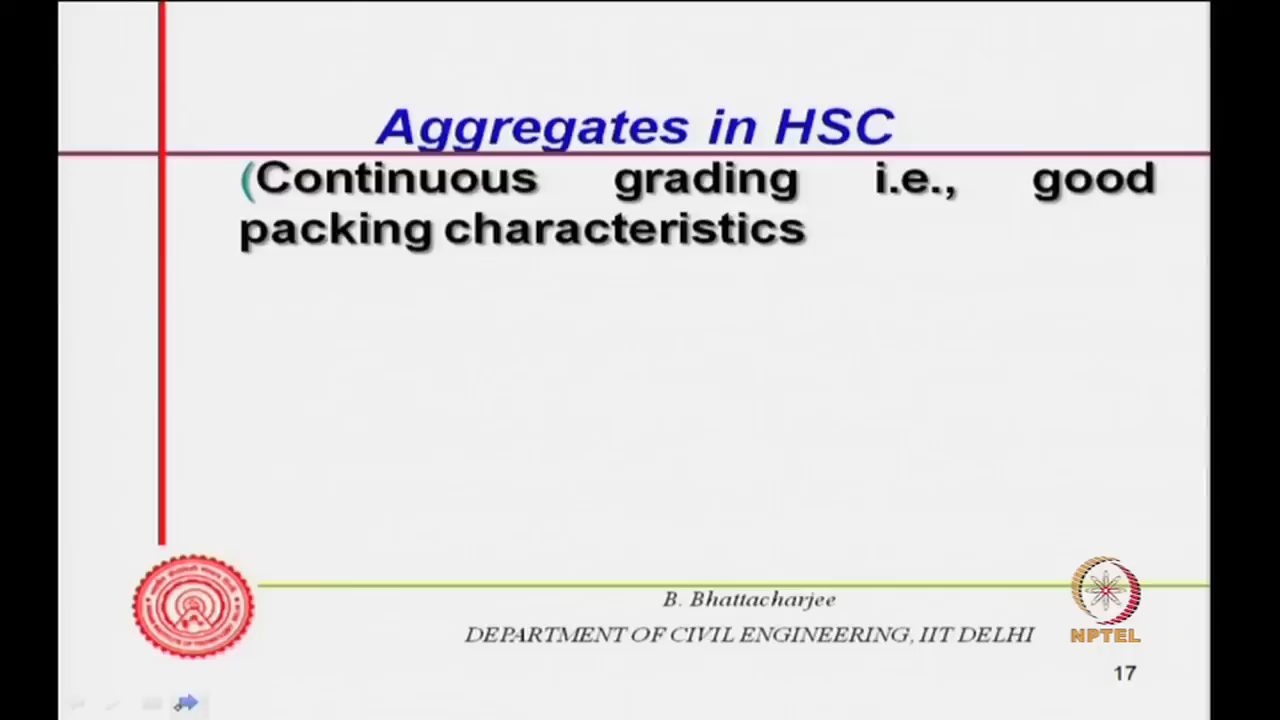 Aggregates in HSC
(Continuous grading i.e., good
packing characteristics
B. Bhattacharjee
DEPARTMENT OF CIVIL ENGINEERING, IIT DELHI
NPTEL
17